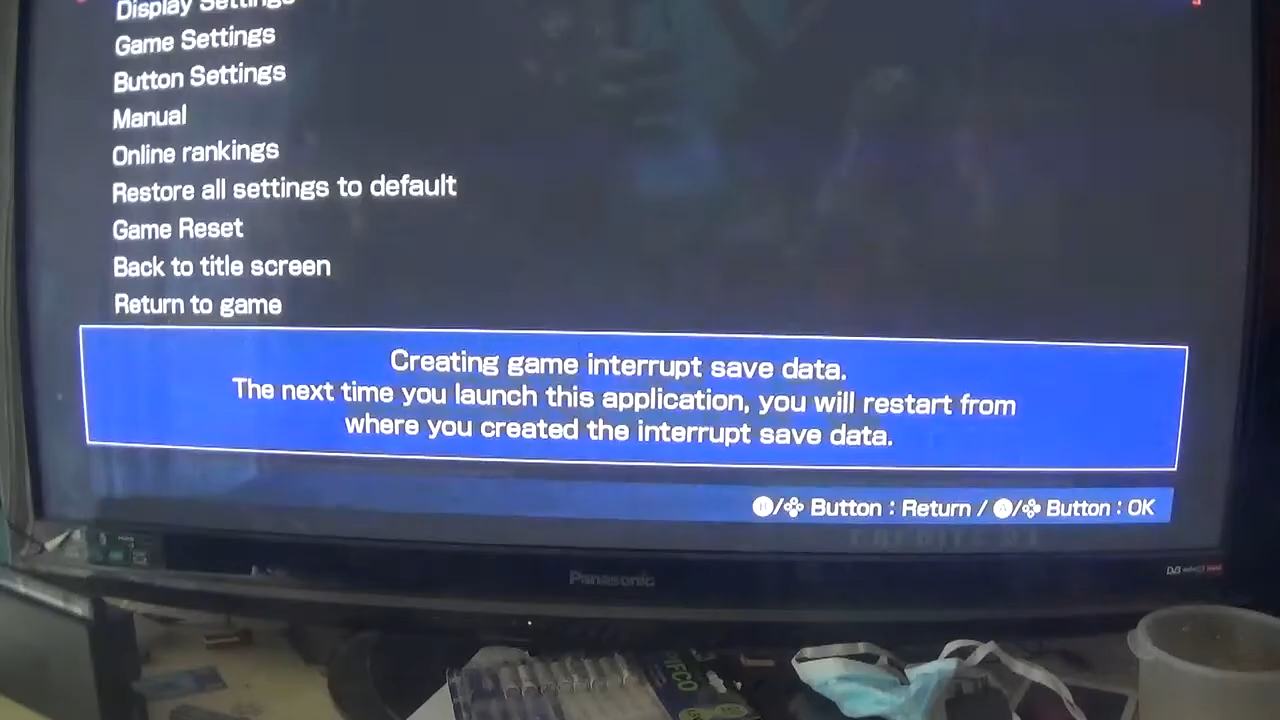 Display Settings
Game Settings
Button Settings
Manual
Online rankings
Restore all settings to default
Game Reset
Back to title screen
Return to game
Creating game interrupt save data.
The next time you launch this application, you will restart from
where you created the interrupt save data.
Button : Return / Button : OK
Panasonic